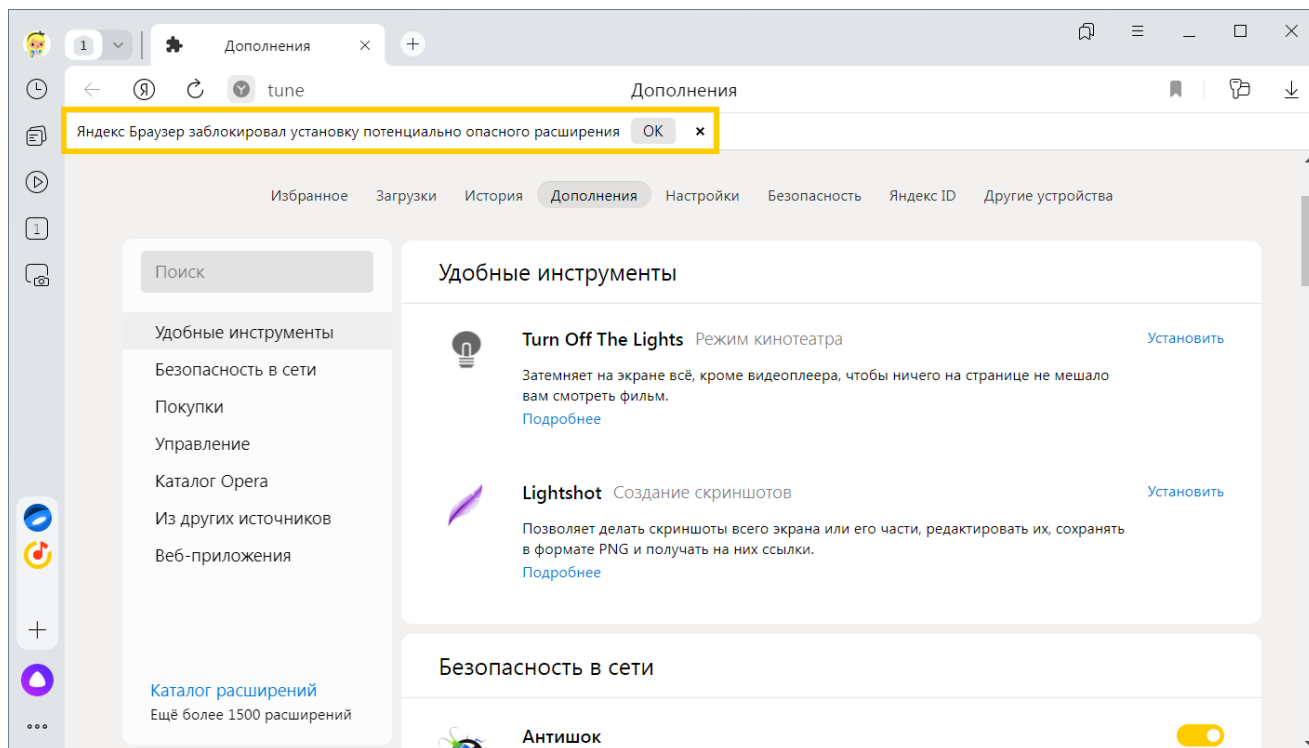 1
Дополнения
Я
tune
Дополнения
Яндекс Браузер заблокировал установку потенциально опасного расширения
OK
1
Избранное
Загрузки
История
Дополнения
Настройки
Безопасность
Яндекс ID
Другие устройства
Поиск
Удобные инструменты
Безопасность в сети
Покупки
Управление
Каталог Opera
Из других источников
Веб-приложения
Каталог расширений
Ещё более 1500 расширений
Удобные инструменты
Turn Off The Lights Режим кинотеатра
Установить
Затемняет на экране всё, кроме видеоплеера, чтобы ничего на странице не мешало
вам смотреть фильм.
Подробнее
Lightshot Создание скриншотов
Установить
Позволяет делать скриншоты всего экрана или его части, редактировать их, сохранять
в формате PNG и получать на них ссылки.
Подробнее
Безопасность в сети
Антишок